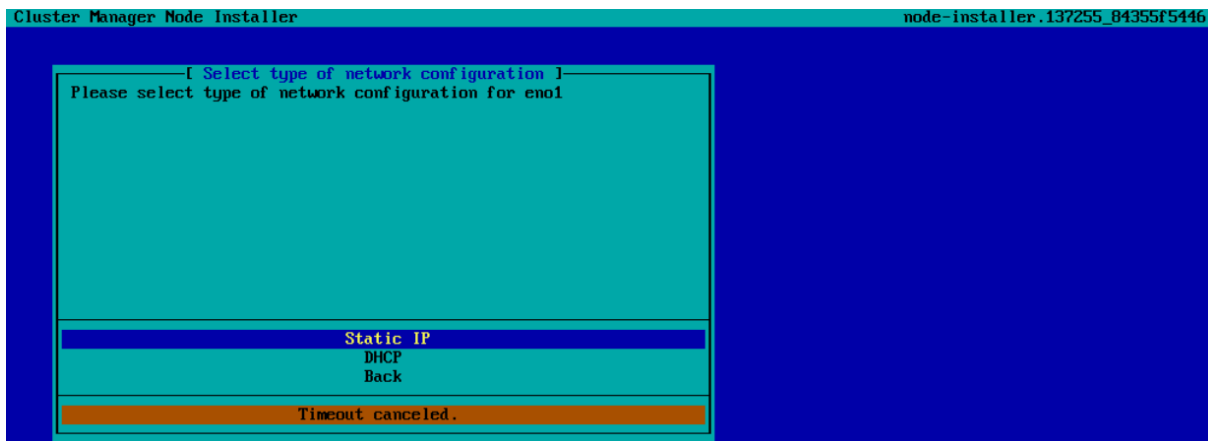 Cluster Manager Node Installer node-installer.137255_84355f5446
[ Select type of network configuration ]
Please select type of network configuration for eno1
Static IP
DHCP
Back
Timeout canceled.